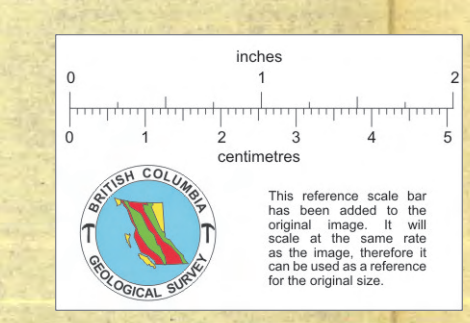 inches
0 1 2
0 1 2 3 4 5
centimetres
BRITISH COLUMBIA
GEOLOGICAL SURVEY
This reference scale bar
has been added to the
original image. It will
scale at the same rate
as the image, therefore it
can be used as a reference
for the original size.